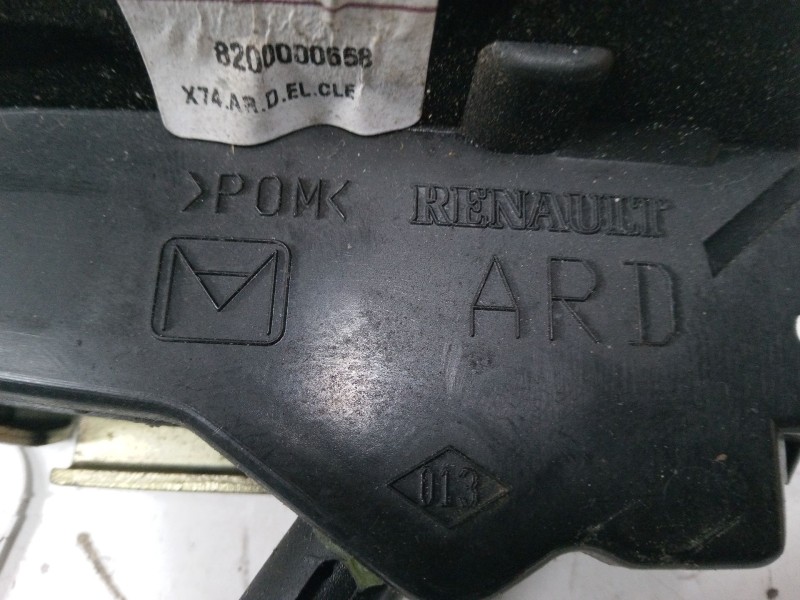 8200000658
X74.AR.D.EL.CLE
>POM< RENAULT
ARD
013